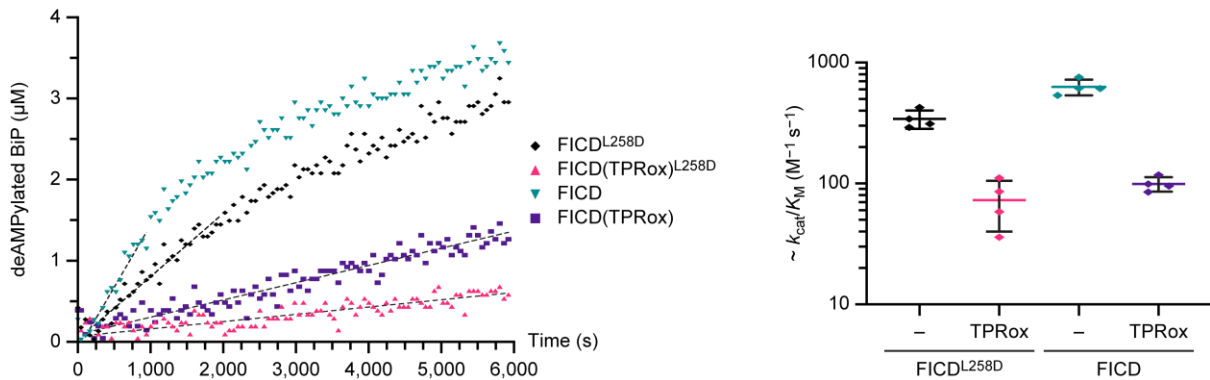 4
3
2
1
0
deAMPylated BiP (μM)
0
1,000
2,000
3,000
4,000
5,000
6,000
Time (s)
FICD^L258D
FICD(TPRox)^L258D
FICD
FICD(TPRox)
1000
100
10
~ kcat/KM (M⁻¹ s⁻¹)
– TPRox – TPRox
FICD^L258D FICD